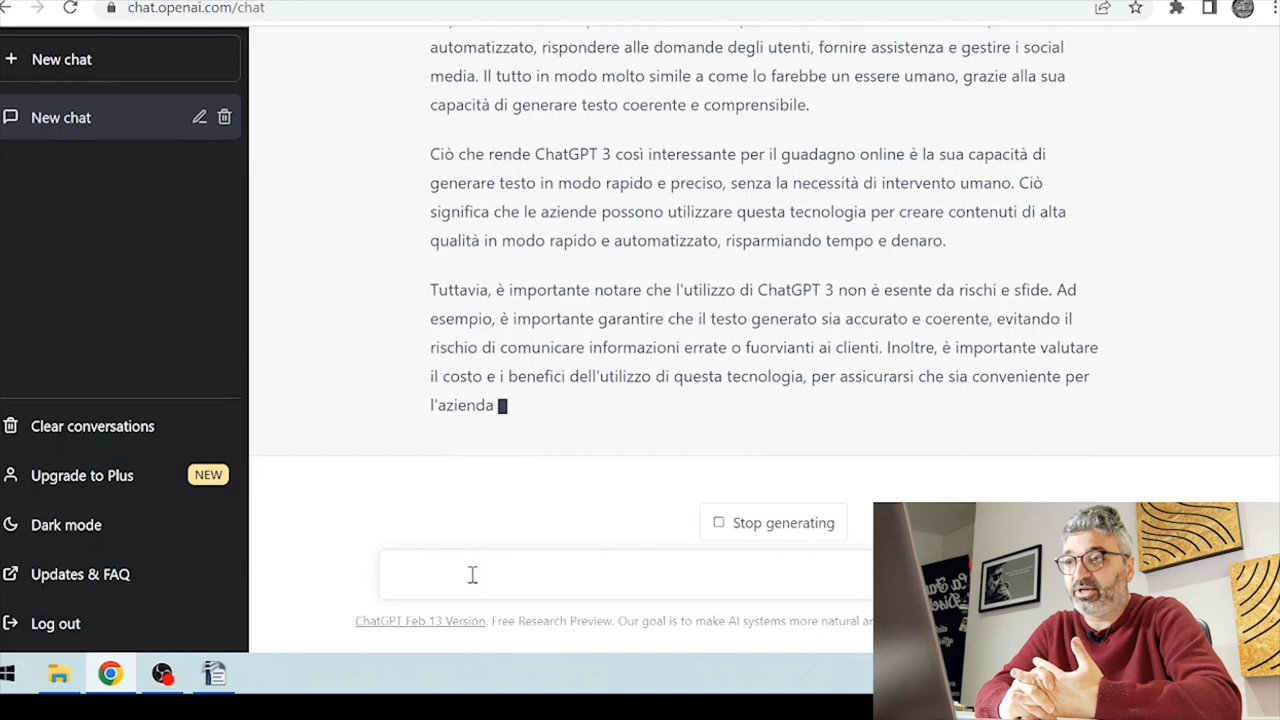 chat.openai.com/chat
New chat
New chat
Clear conversations
Upgrade to Plus
NEW
Dark mode
Updates & FAQ
Log out
automatizzato, rispondere alle domande degli utenti, fornire assistenza e gestire i social
media. Il tutto in modo molto simile a come lo farebbe un essere umano, grazie alla sua
capacità di generare testo coerente e comprensibile.
Ciò che rende ChatGPT 3 così interessante per il guadagno online è la sua capacità di
generare testo in modo rapido e preciso, senza la necessità di intervento umano. Ciò
significa che le aziende possono utilizzare questa tecnologia per creare contenuti di alta
qualità in modo rapido e automatizzato, risparmiando tempo e denaro.
Tuttavia, è importante notare che l'utilizzo di ChatGPT 3 non è esente da rischi e sfide. Ad
esempio, è importante garantire che il testo generato sia accurato e coerente, evitando il
rischio di comunicare informazioni errate o fuorvianti ai clienti. Inoltre, è importante valutare
il costo e i benefici dell'utilizzo di questa tecnologia, per assicurarsi che sia conveniente per
l'azienda
Stop generating
ChatGPT Feb 13 Version. Free Research Preview. Our goal is to make AI systems more natural